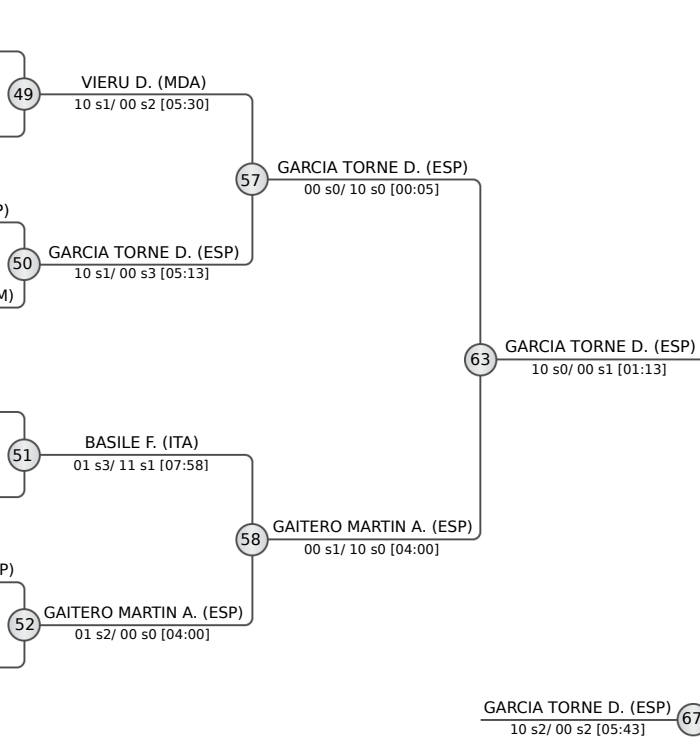 VIERU D. (MDA)
49
10 s1/ 00 s2 [05:30]
GARCIA TORNE D. (ESP)
57
00 s0/ 10 s0 [00:05]
P)
GARCIA TORNE D. (ESP)
50
10 s1/ 00 s3 [05:13]
M)
GARCIA TORNE D. (ESP)
63
10 s0/ 00 s1 [01:13]
BASILE F. (ITA)
51
01 s3/ 11 s1 [07:58]
GAITERO MARTIN A. (ESP)
58
00 s1/ 10 s0 [04:00]
P)
GAITERO MARTIN A. (ESP)
52
01 s2/ 00 s0 [04:00]
GARCIA TORNE D. (ESP)
67
10 s2/ 00 s2 [05:43]